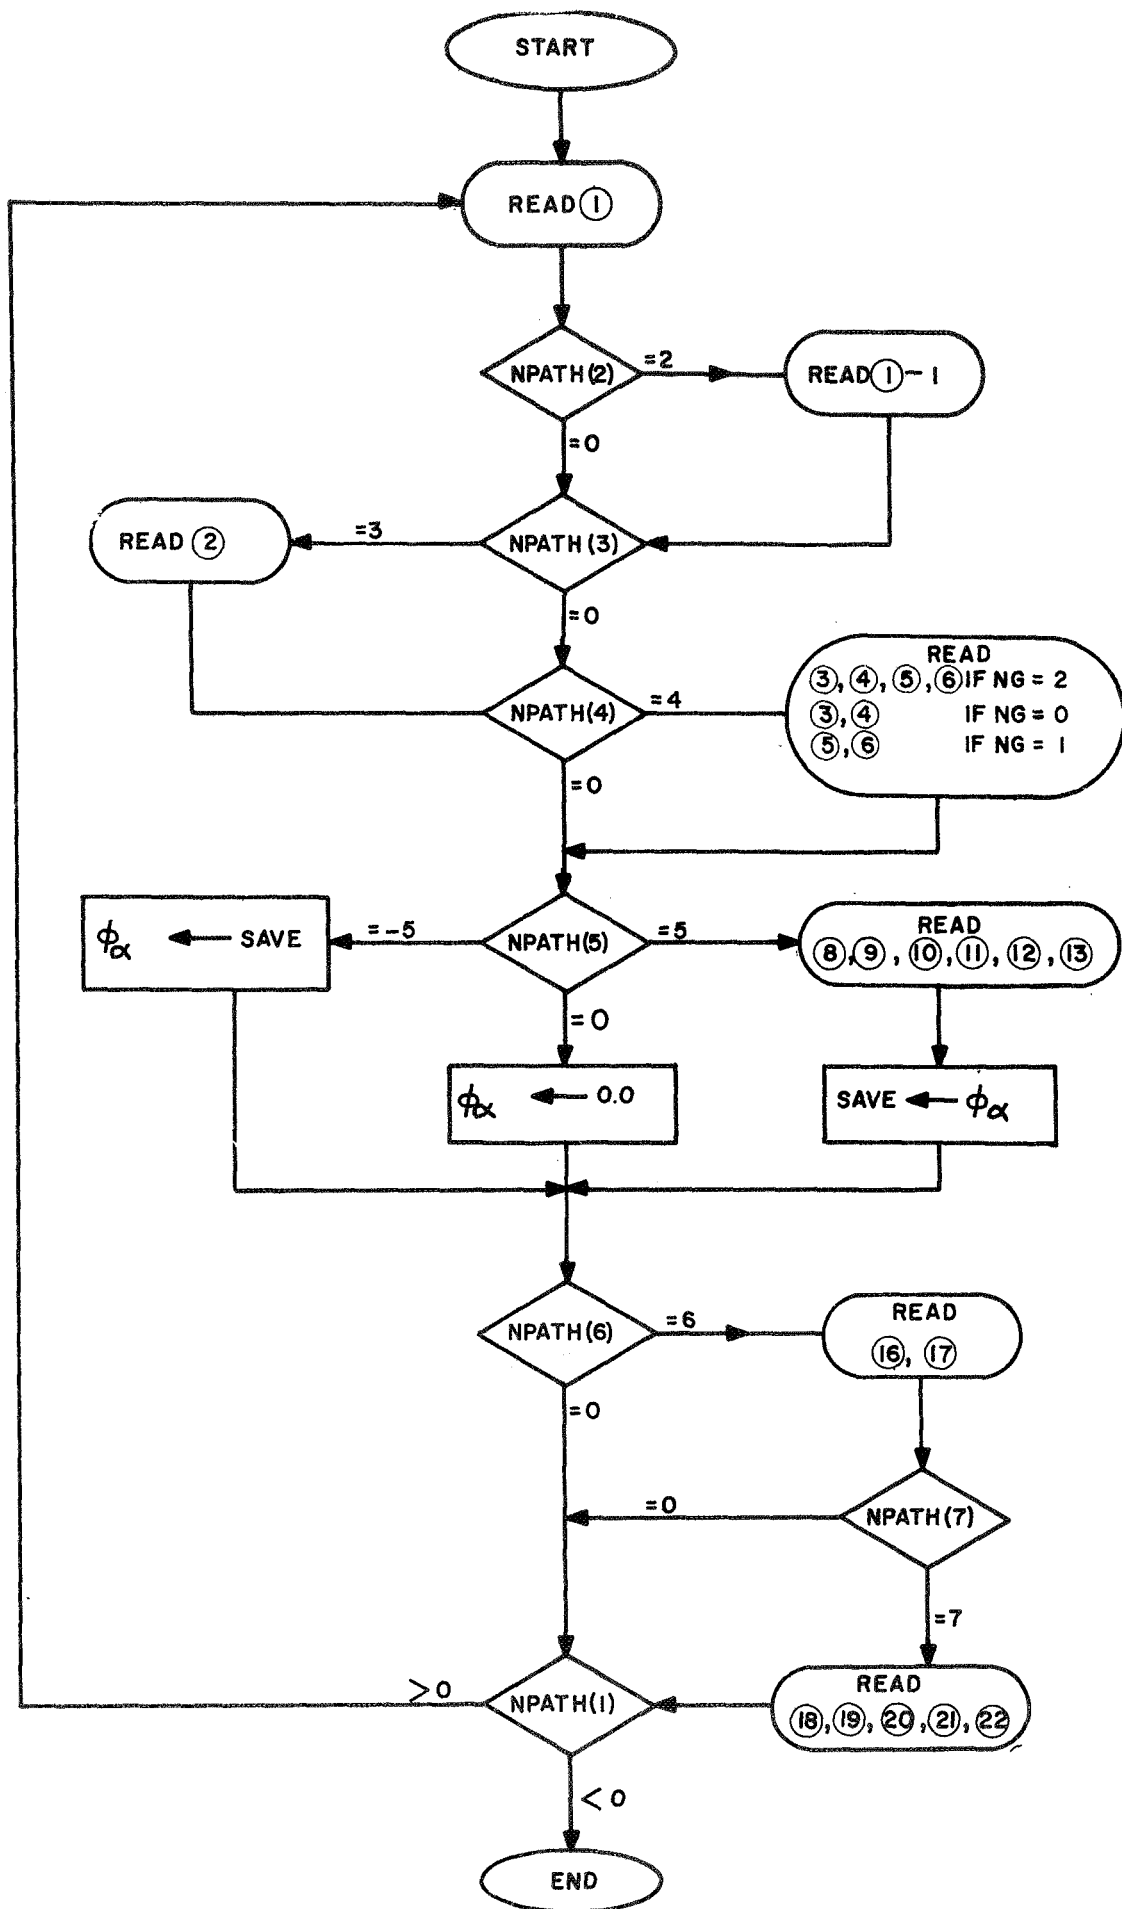 START
READ ①
NPATH(2)
=2
READ ① - 1
=0
READ ②
=3
NPATH(3)
=0
READ
③, ④, ⑤, ⑥ IF NG = 2
③, ④ IF NG = 0
⑤, ⑥ IF NG = 1
NPATH(4)
=4
=0
ϕα ← SAVE
=-5
NPATH(5)
=5
READ
⑧, ⑨, ⑩, ⑪, ⑫, ⑬
=0
ϕα ← 0.0
SAVE ← ϕα
NPATH(6)
=6
READ
⑯, ⑰
=0
=0
NPATH(7)
=7
>0
NPATH(1)
READ
⑱, ⑲, ⑳, ㉑, ㉒
<0
END